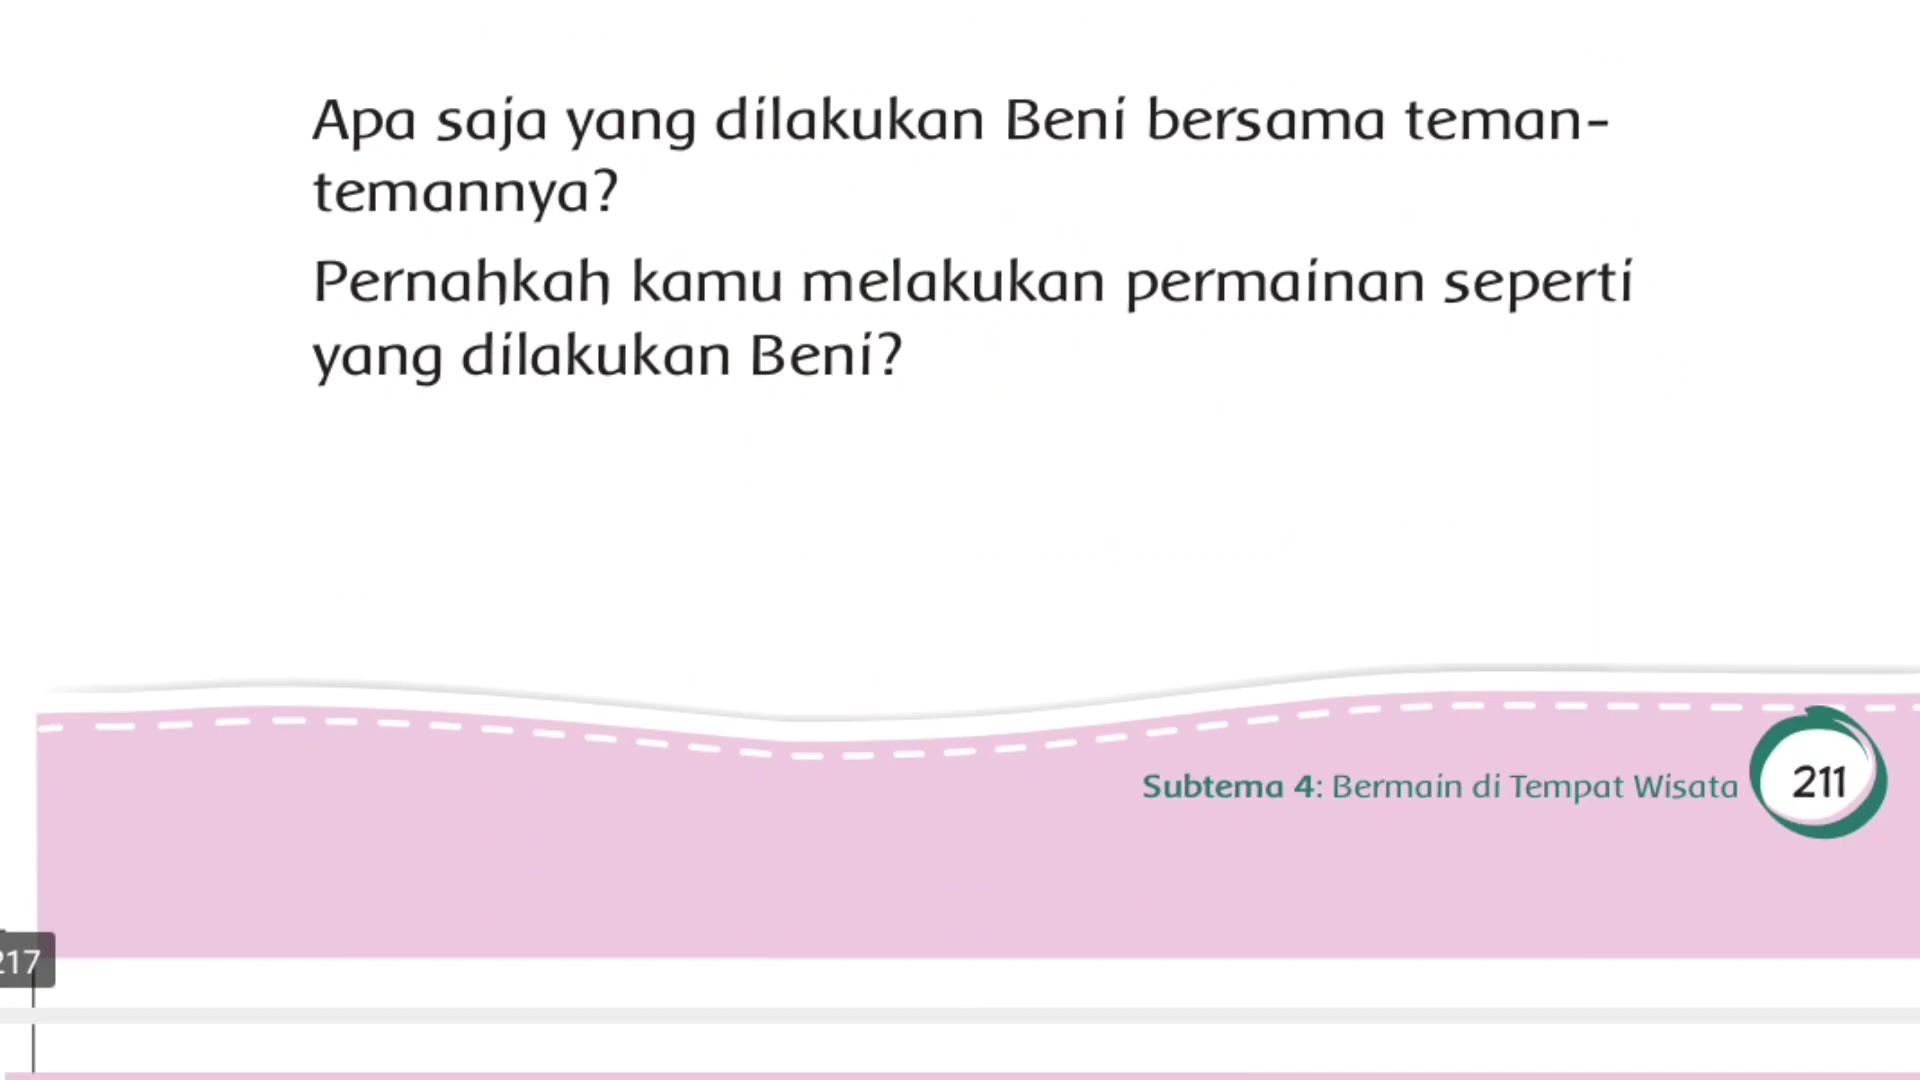 Apa saja yang dilakukan Beni bersama teman-
temannya?
Pernahkah kamu melakukan permainan seperti
yang dilakukan Beni?
Subtema 4: Bermain di Tempat Wisata
211
217